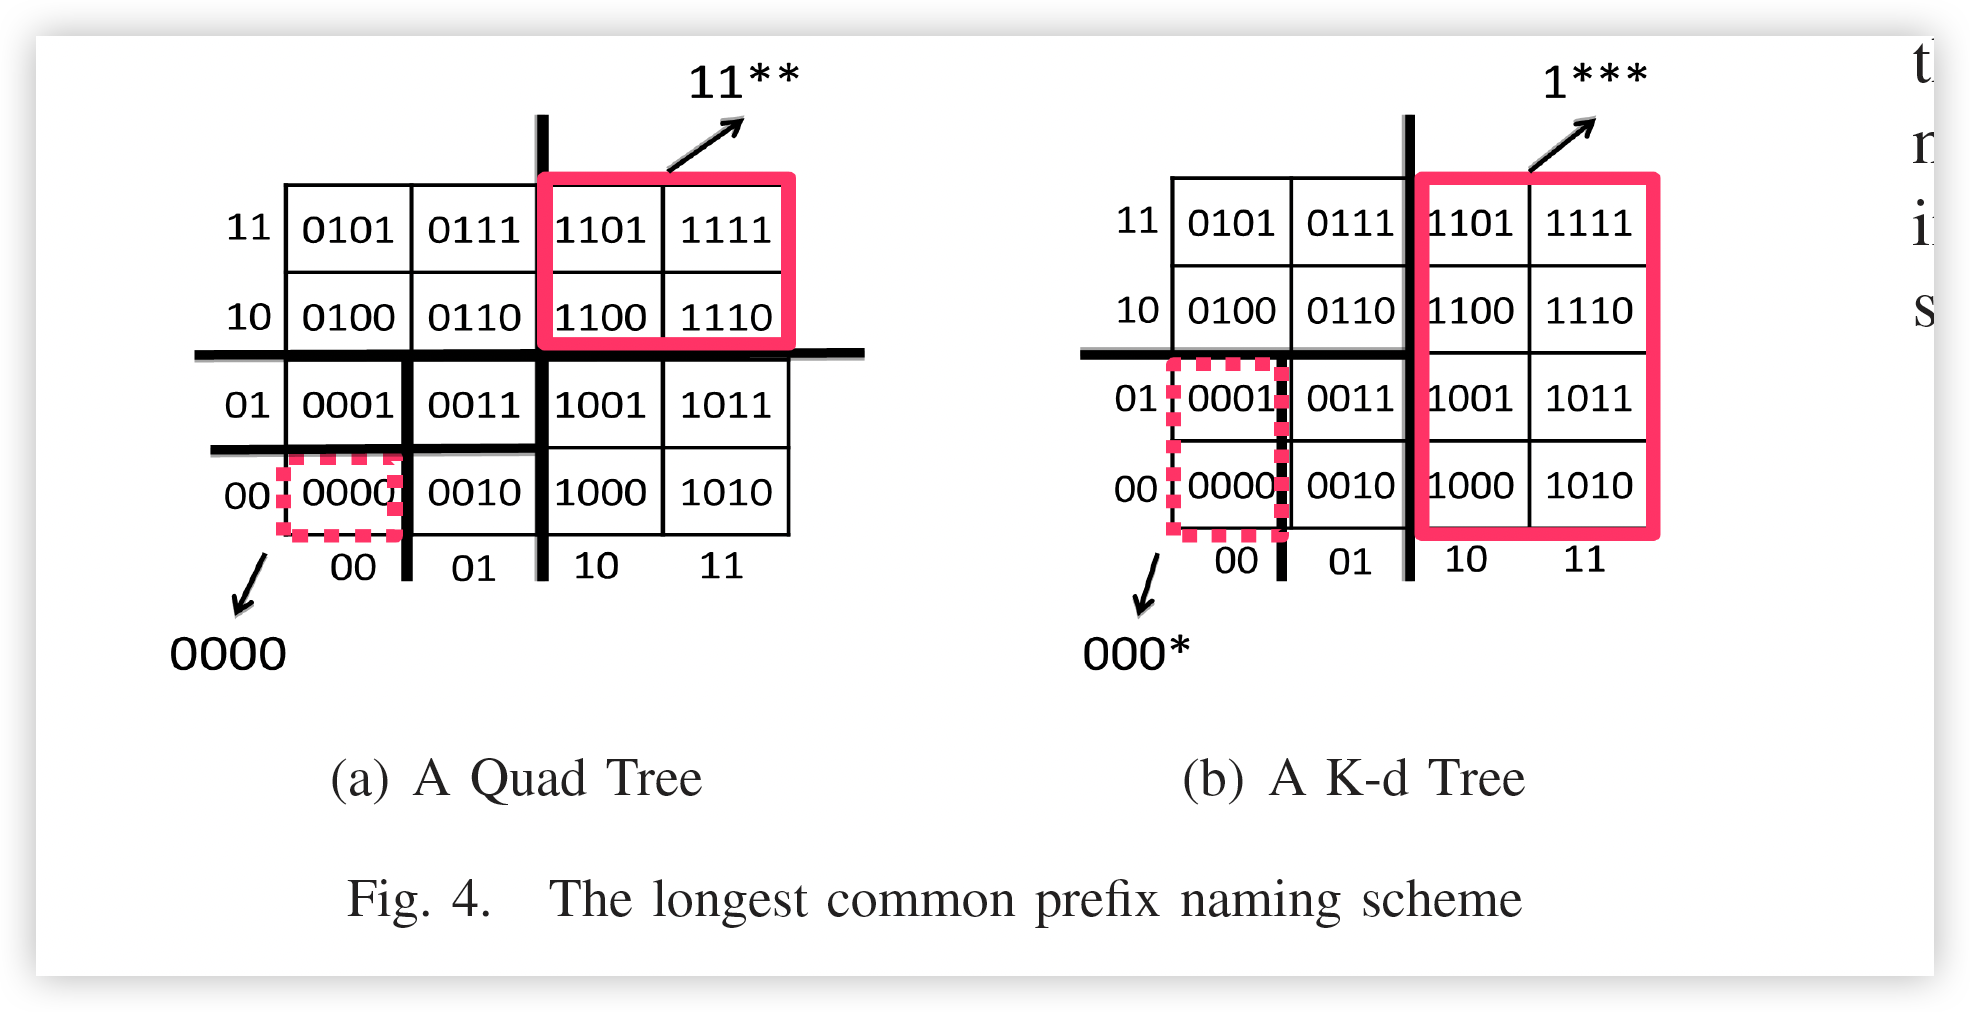 11**
11 0101 0111 1101 1111
10 0100 0110 1100 1110
01 0001 0011 1001 1011
00 0000 0010 1000 1010
00 01 10 11
0000
(a) A Quad Tree
1***
11 0101 0111 1101 1111
10 0100 0110 1100 1110
01 0001 0011 1001 1011
00 0000 0010 1000 1010
00 01 10 11
000*
(b) A K-d Tree
Fig. 4. The longest common prefix naming scheme